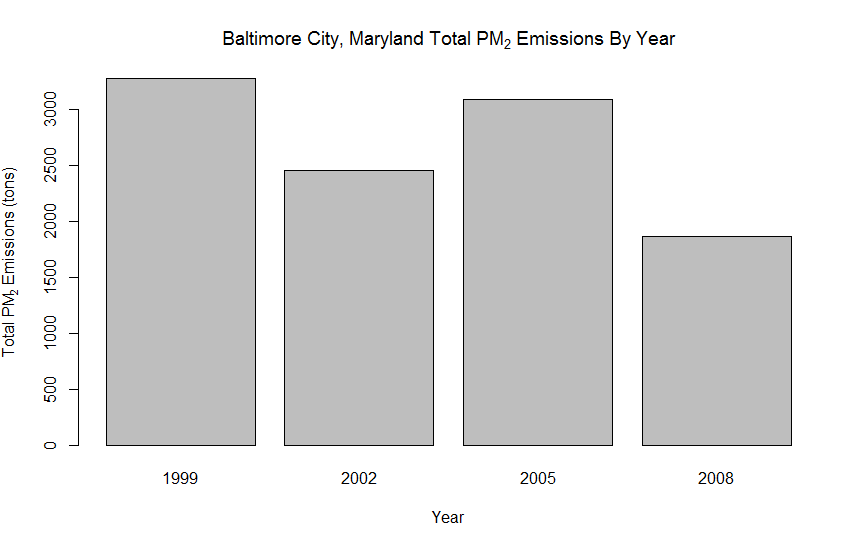 Baltimore City, Maryland Total PM₂ Emissions By Year
Total PM₂ Emissions (tons)
3000
2500
2000
1500
1000
500
0
1999 2002 2005 2008
Year